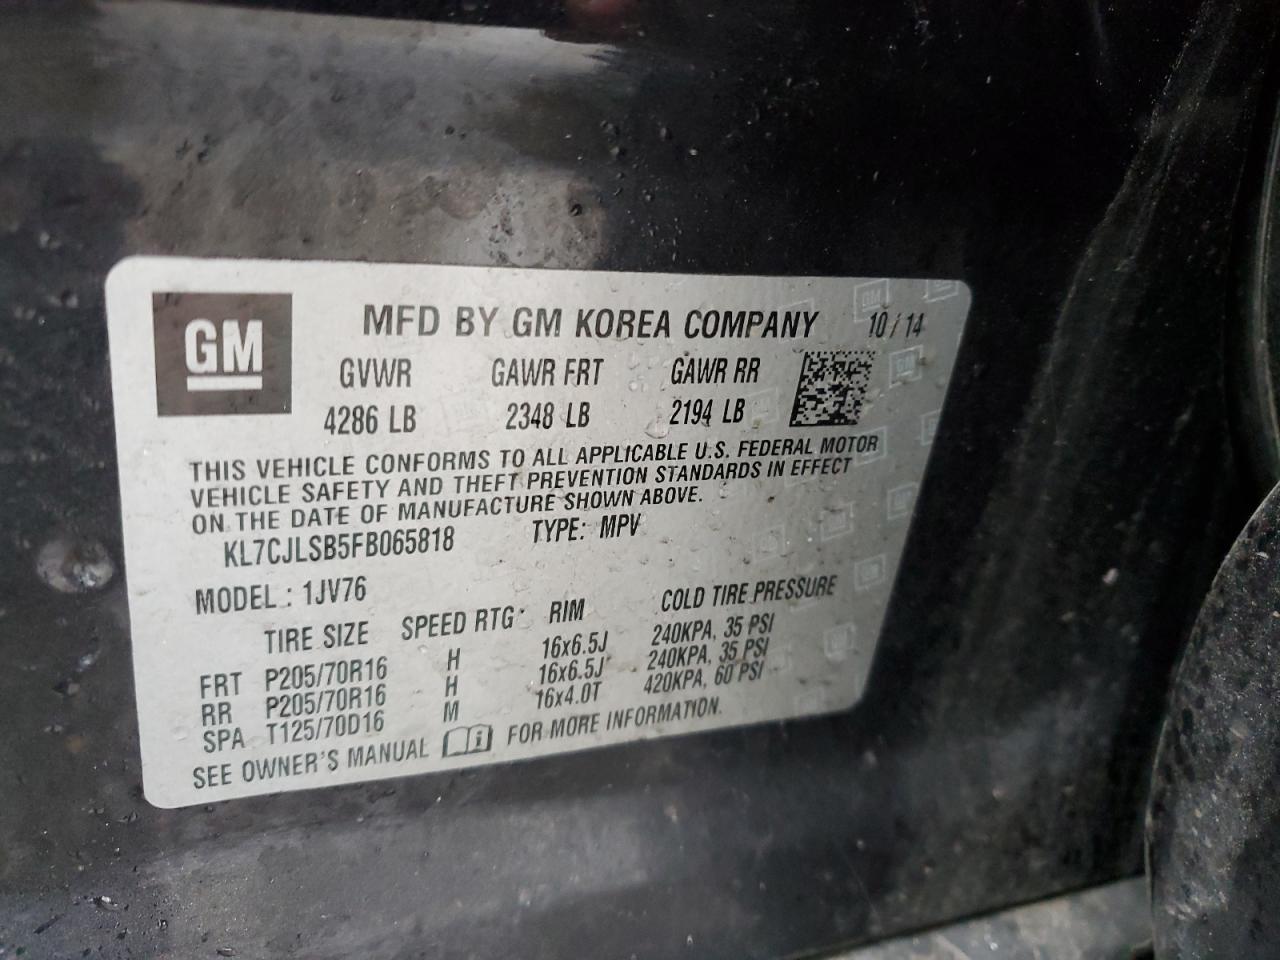 GM
MFD BY GM KOREA COMPANY 10/14
GVWR GAWR FRT GAWR RR
4286 LB 2348 LB 2194 LB
THIS VEHICLE CONFORMS TO ALL APPLICABLE U.S. FEDERAL MOTOR
VEHICLE SAFETY AND THEFT PREVENTION STANDARDS IN EFFECT
ON THE DATE OF MANUFACTURE SHOWN ABOVE.
KL7CJLSB5FB065818 TYPE: MPV
MODEL: 1JV76
TIRE SIZE SPEED RTG RIM COLD TIRE PRESSURE
FRT P205/70R16 H 16x6.5J 240KPA, 35 PSI
RR P205/70R16 H 16x6.5J 240KPA, 35 PSI
SPA T125/70D16 M 16x4.0T 420KPA, 60 PSI
SEE OWNER'S MANUAL FOR MORE INFORMATION.